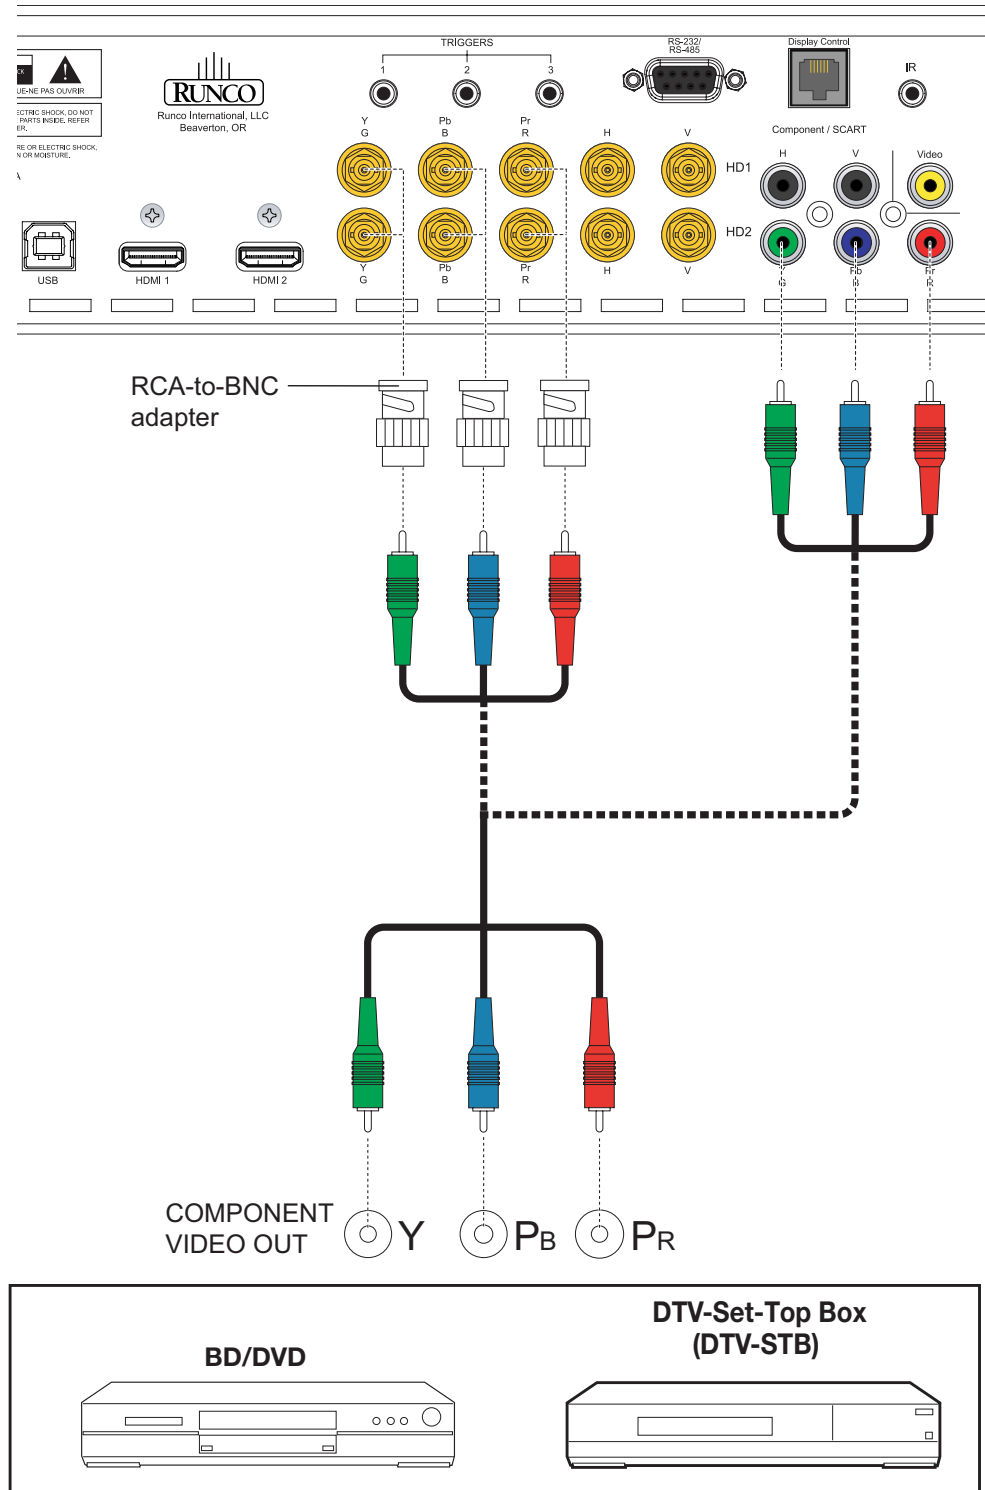 TRIGGERS
1 2 3
RS-232/
RS-485
Display Control
IR
CK
UE-NE PAS OUVRIR
ECTRIC SHOCK, DO NOT
PARTS INSIDE. REFER
ER.
RE OR ELECTRIC SHOCK,
N OR MOISTURE.
A
RUNCO
Runco International, LLC
Beaverton, OR
Y Pb Pr
G B R H V
Component / SCART
H V Video
HD1
HD2
Y Pb Pr H V
G B R
Y Pb Pr
G B R
USB HDMI 1 HDMI 2
RCA-to-BNC
adapter
COMPONENT
VIDEO OUT
Y PB PR
BD/DVD
DTV-Set-Top Box
(DTV-STB)